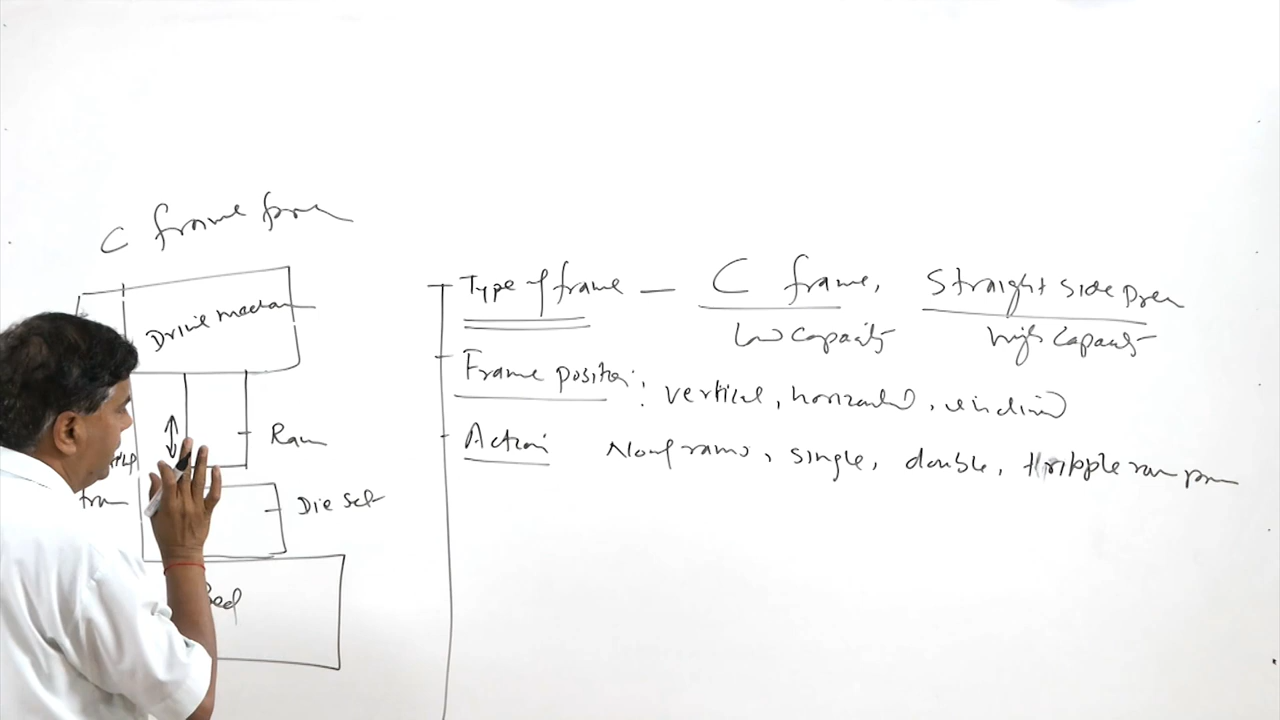 C frame press
Drive mechan
Ram
Die set
Bed
Type of frame — C frame, Straight side press
low capacity high capacity
Frame position: vertical, horizontal, inclined
Action No of rams, single, double, tripple ram press